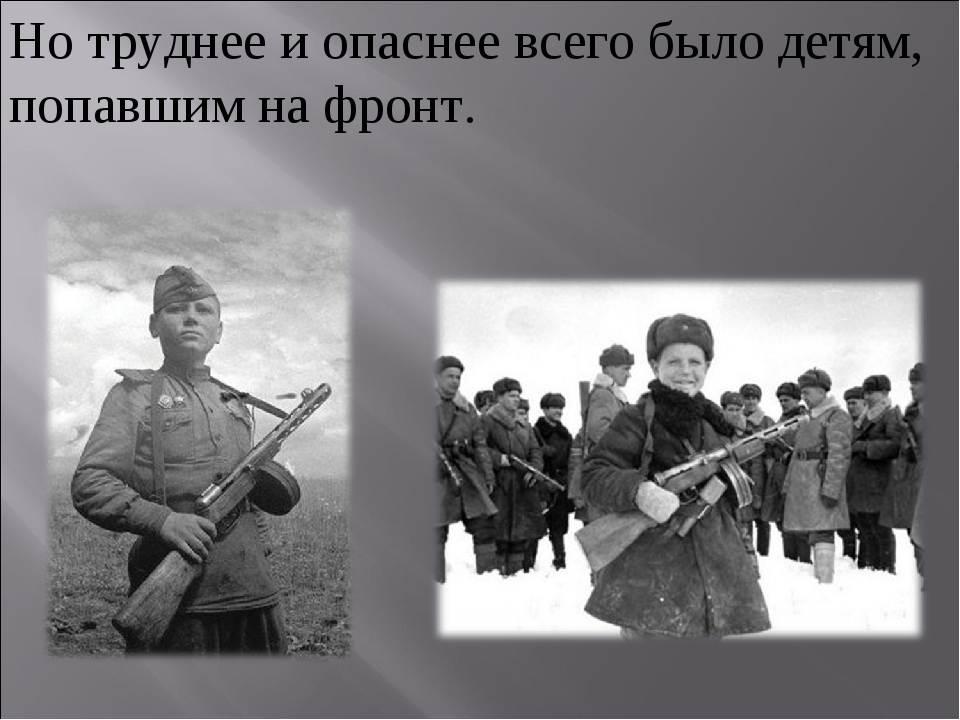 Но труднее и опаснее всего было детям,
попавшим на фронт.